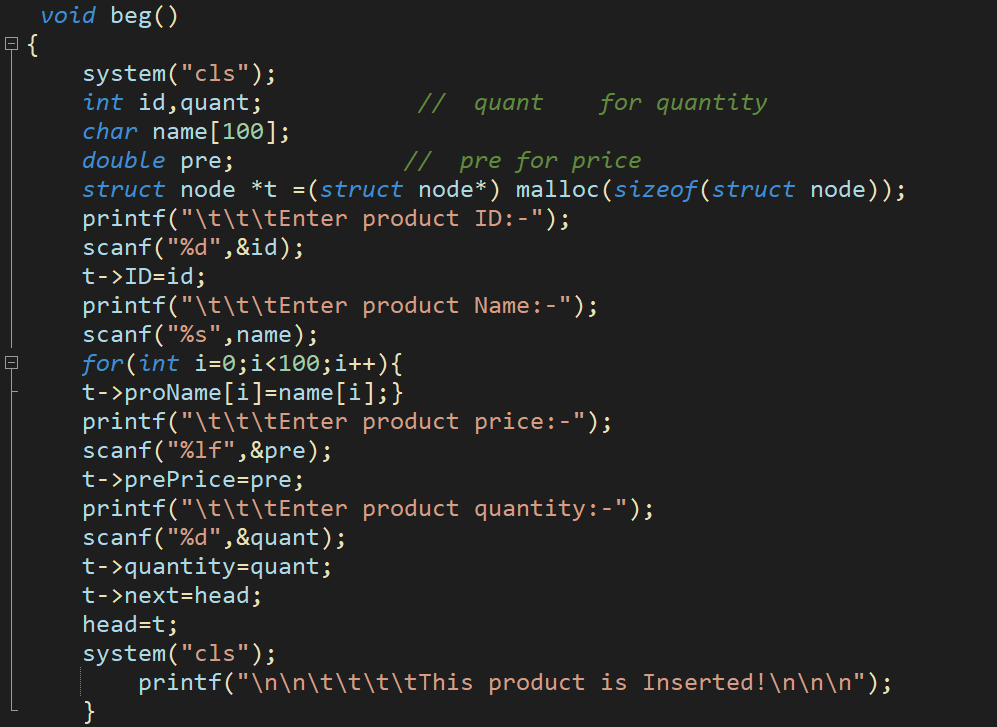 void beg()
{
system("cls");
int id,quant; // quant for quantity
char name[100];
double pre; // pre for price
struct node *t =(struct node*) malloc(sizeof(struct node));
printf("\t\t\tEnter product ID:-");
scanf("%d",&id);
t->ID=id;
printf("\t\t\tEnter product Name:-");
scanf("%s",name);
for(int i=0;i<100;i++){
t->proName[i]=name[i];}
printf("\t\t\tEnter product price:-");
scanf("%lf",&pre);
t->prePrice=pre;
printf("\t\t\tEnter product quantity:-");
scanf("%d",&quant);
t->quantity=quant;
t->next=head;
head=t;
system("cls");
printf("\n\n\t\t\t\tThis product is Inserted!\n\n\n");
}